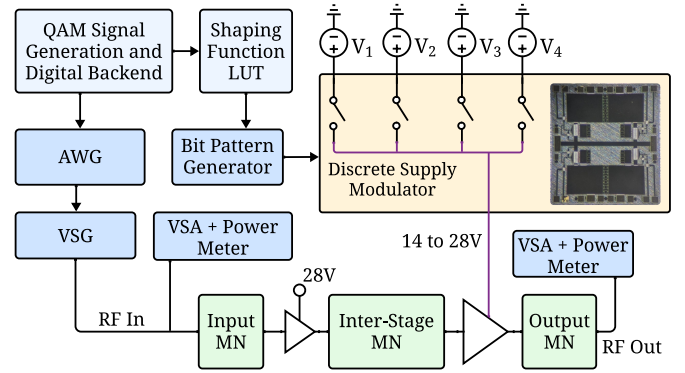 QAM Signal
Generation and
Digital Backend
Shaping
Function
LUT
V1
V2
V3
V4
AWG
Bit Pattern
Generator
Discrete Supply
Modulator
VSG
VSA + Power
Meter
14 to 28V
VSA + Power
Meter
28V
RF In
Input
MN
Inter-Stage
MN
Output
MN
RF Out